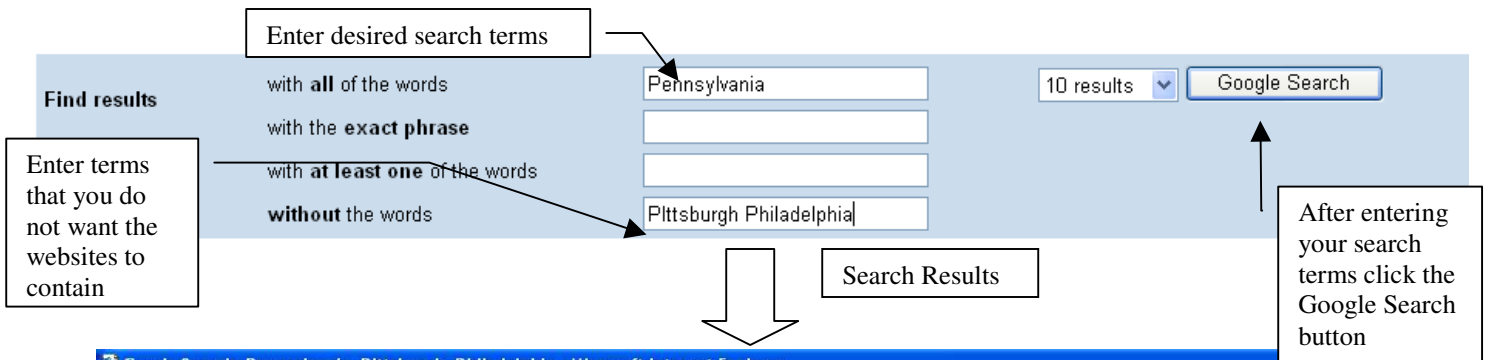 Enter desired search terms
Find results
with all of the words
Pennsylvania
10 results
Google Search
with the exact phrase
with at least one of the words
without the words
PIttsburgh Philadelphia
Enter terms
that you do
not want the
websites to
contain
After entering
your search
terms click the
Google Search
button
Search Results